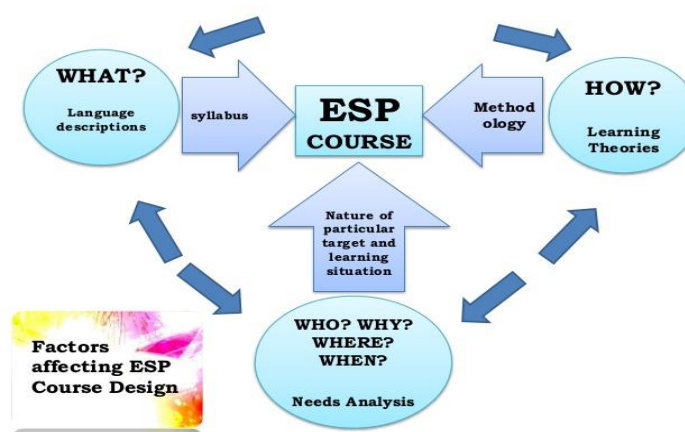 WHAT?
Language
descriptions
syllabus
ESP
COURSE
Method
ology
HOW?
Learning
Theories
Nature of
particular
target and
learning
situation
WHO? WHY?
WHERE?
WHEN?
Needs Analysis
Factors
affecting ESP
Course Design